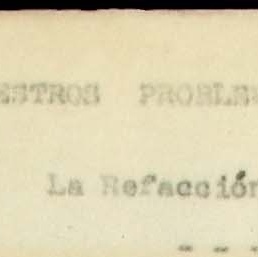 ESTROS PROBLE
La Refacción
- - -